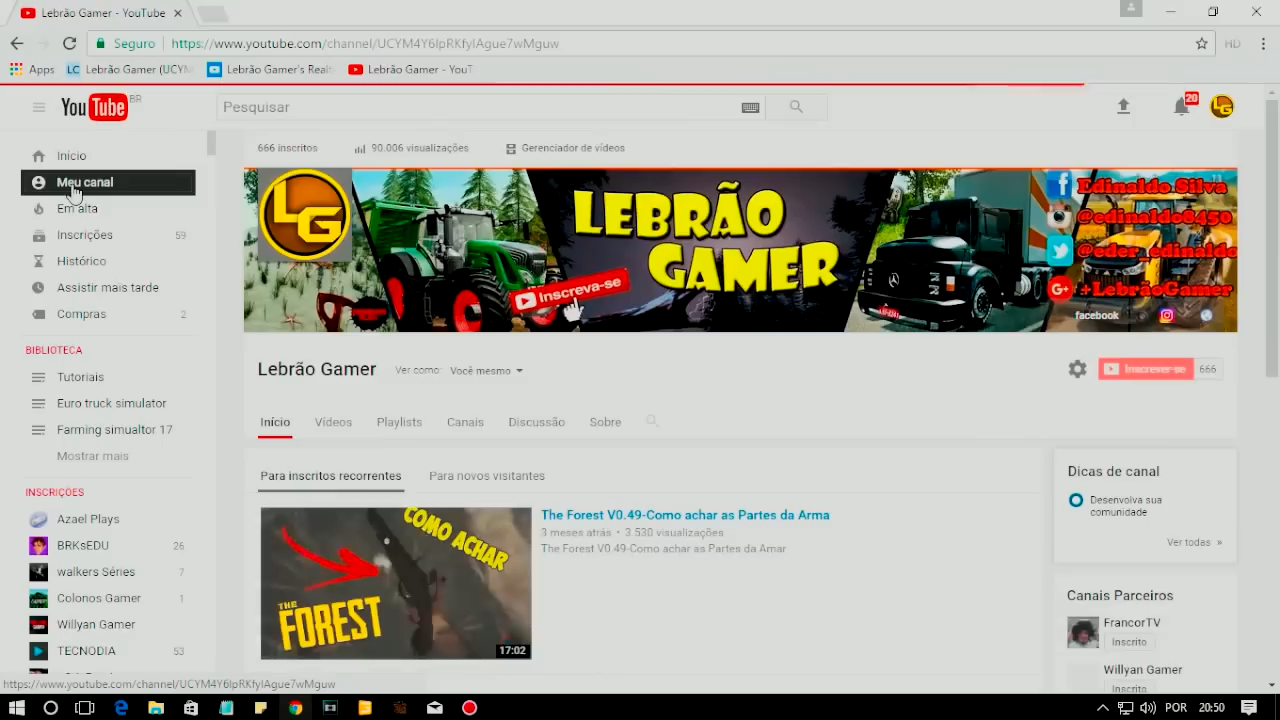 Lebrão Gamer - YouTube
Seguro
https://www.youtube.com/channel/UCYM4Y6lpRKfylAgue7wMguw
HD
Apps
LC Lebrão Gamer (UCYM
Lebrão Gamer's Realt
Lebrão Gamer - YouT
YouTube BR
Pesquisar
20
LG
Início
Meu canal
Em alta
Inscrições 59
Histórico
Assistir mais tarde
Compras 2
BIBLIOTECA
Tutoriais
Euro truck simulator
Farming simualtor 17
Mostrar mais
INSCRIÇÕES
Azael Plays
BRKsEDU 26
walkers Séries 7
Colonos Gamer 1
Willyan Gamer
TECNODIA 53
666 inscritos
90.006 visualizações
Gerenciador de vídeos
LG
LEBRÃO
GAMER
Inscreva-se
Edinaldo Silva
@edinaldo8450
@eder_edinaldo
+LebrãoGamer
facebook
Lebrão Gamer
Ver como: Você mesmo
Inscrever-se 666
Início
Vídeos
Playlists
Canais
Discussão
Sobre
Para inscritos recorrentes
Para novos visitantes
COMO ACHAR
THE
FOREST
17:02
The Forest V0.49-Como achar as Partes da Arma
3 meses atrás • 3.530 visualizações
The Forest V0.49-Como achar as Partes da Amar
Dicas de canal
Desenvolva sua
comunidade
Ver todas »
Canais Parceiros
FrancorTV
Inscrito
Willyan Gamer
Inscrito
https://www.youtube.com/channel/UCYM4Y6lpRKfylAgue7wMguw
POR
20:50